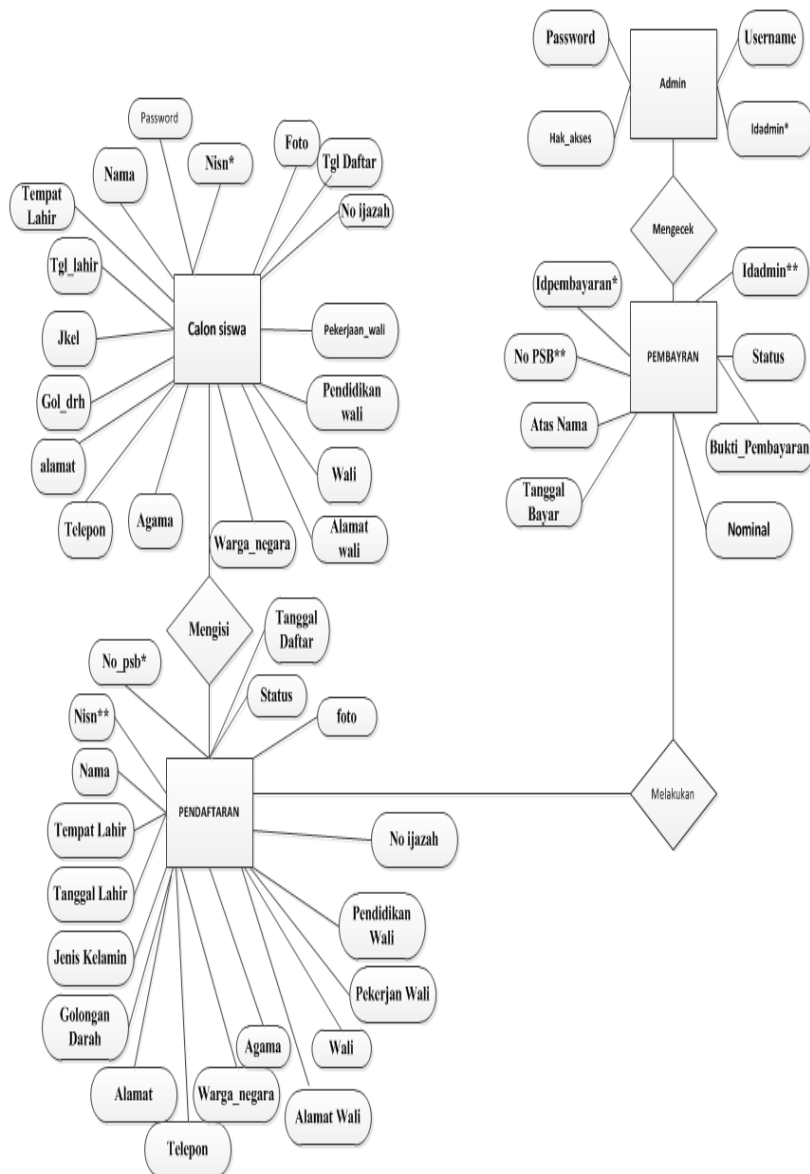 Password
Username
Admin
Hak_akses
Idadmin*
Mengecek
Password
Nama
Nisn*
Foto
Tgl Daftar
No ijazah
Tempat
Lahir
Tgl_lahir
Jkel
Gol_drh
alamat
Telepon
Agama
Warga_negara
Alamat
wali
Wali
Pendidikan
wali
Pekerjaan_wali
Calon siswa
Idpembayaran*
Idadmin**
No PSB**
PEMBAYRAN
Status
Atas Nama
Bukti_Pembayaran
Tanggal
Bayar
Nominal
Mengisi
Tanggal
Daftar
No_psb*
Status
foto
Nisn**
Nama
PENDAFTARAN
Melakukan
Tempat Lahir
No ijazah
Tanggal Lahir
Pendidikan
Wali
Jenis Kelamin
Pekerjan Wali
Golongan
Darah
Agama
Wali
Alamat
Warga_negara
Alamat Wali
Telepon